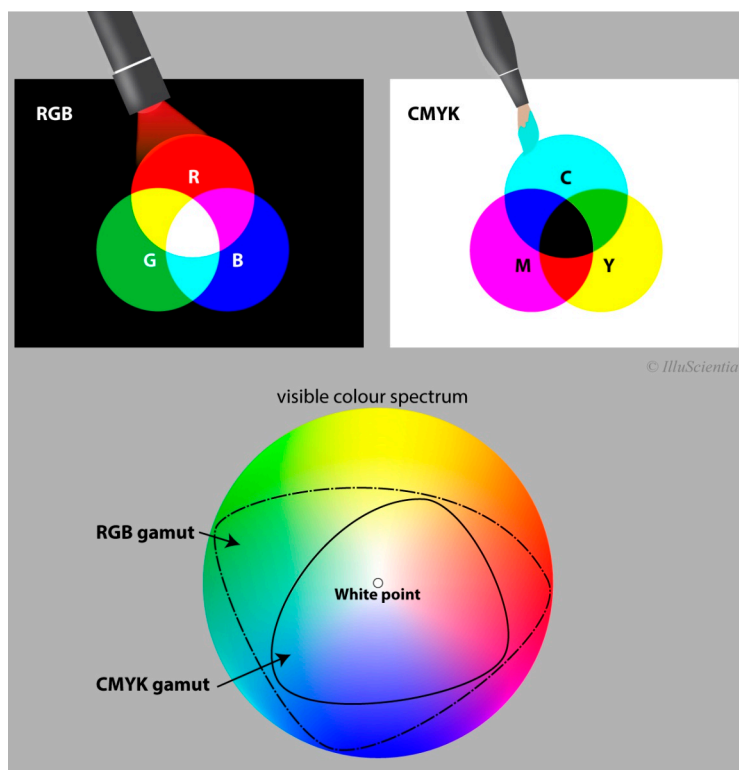 RGB
R
G
B
CMYK
C
M
Y
© IlluScientia
visible colour spectrum
RGB gamut
White point
CMYK gamut